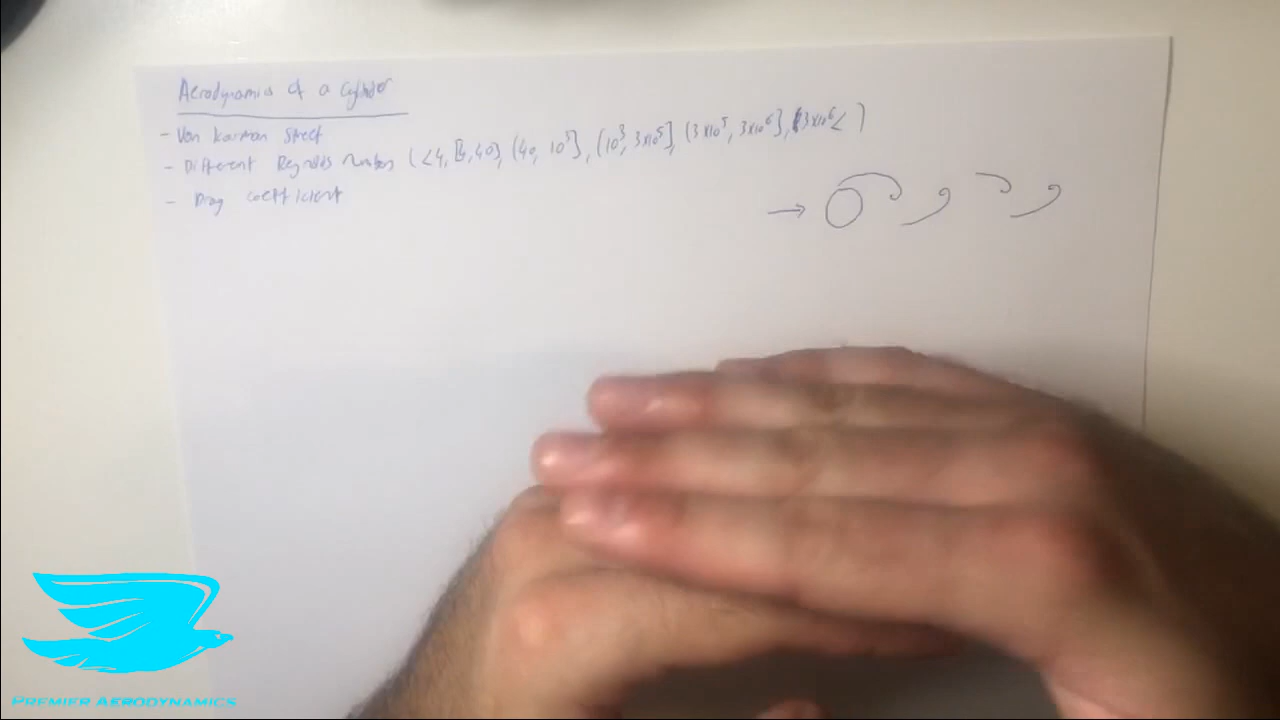 Aerodynamics of a cylinder
- Von Karman street
- Different Reynolds numbers (<4, [4,40], (40, 10³], (10³, 3x10⁵], (3x10⁵, 3x10⁶], (3x10⁶< )
- Drag coefficient
PREMIER AERODYNAMICS